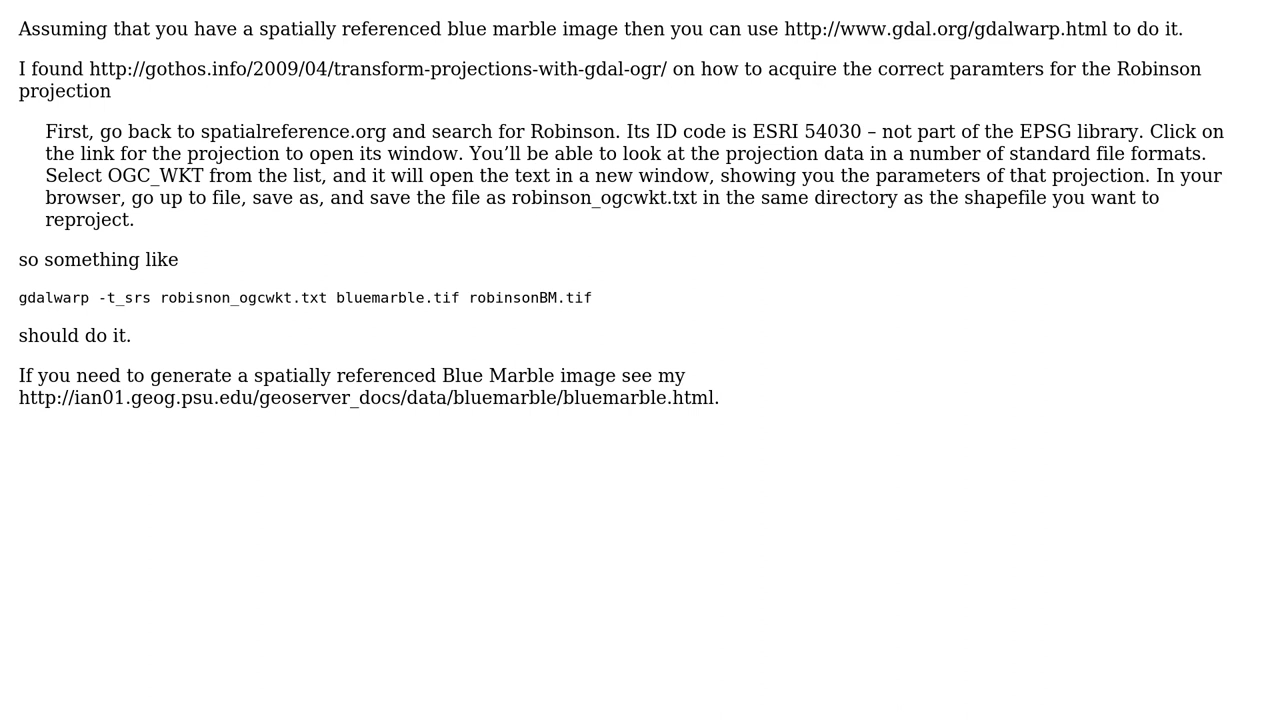 Assuming that you have a spatially referenced blue marble image then you can use http://www.gdal.org/gdalwarp.html to do it.
I found http://gothos.info/2009/04/transform-projections-with-gdal-ogr/ on how to acquire the correct paramters for the Robinson
projection
First, go back to spatialreference.org and search for Robinson. Its ID code is ESRI 54030 – not part of the EPSG library. Click on
the link for the projection to open its window. You’ll be able to look at the projection data in a number of standard file formats.
Select OGC_WKT from the list, and it will open the text in a new window, showing you the parameters of that projection. In your
browser, go up to file, save as, and save the file as robinson_ogcwkt.txt in the same directory as the shapefile you want to
reproject.
so something like
gdalwarp -t_srs robisnon_ogcwkt.txt bluemarble.tif robinsonBM.tif
should do it.
If you need to generate a spatially referenced Blue Marble image see my
http://ian01.geog.psu.edu/geoserver_docs/data/bluemarble/bluemarble.html.